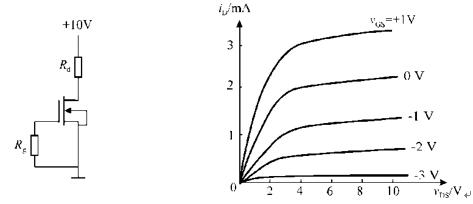 +10V
R_d
R_g
i_D/mA
v_GS=+1V
3
0 V
2
-1 V
1
-2 V
-3 V
0 2 4 6 8 10 v_DS/V